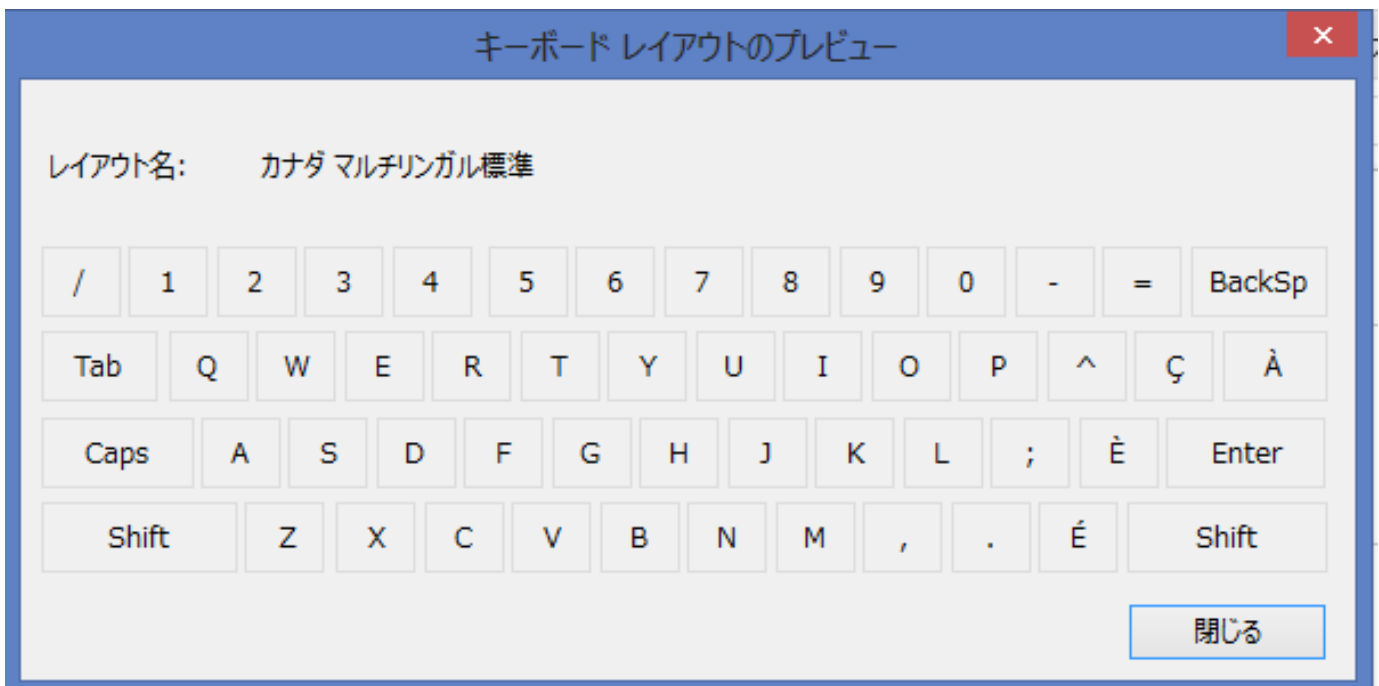 キーボード レイアウトのプレビュー
レイアウト名: カナダ マルチリンガル標準
/ 1 2 3 4 5 6 7 8 9 0 - = BackSp
Tab Q W E R T Y U I O P ^ Ç À
Caps A S D F G H J K L ; È Enter
Shift Z X C V B N M , . É Shift
閉じる